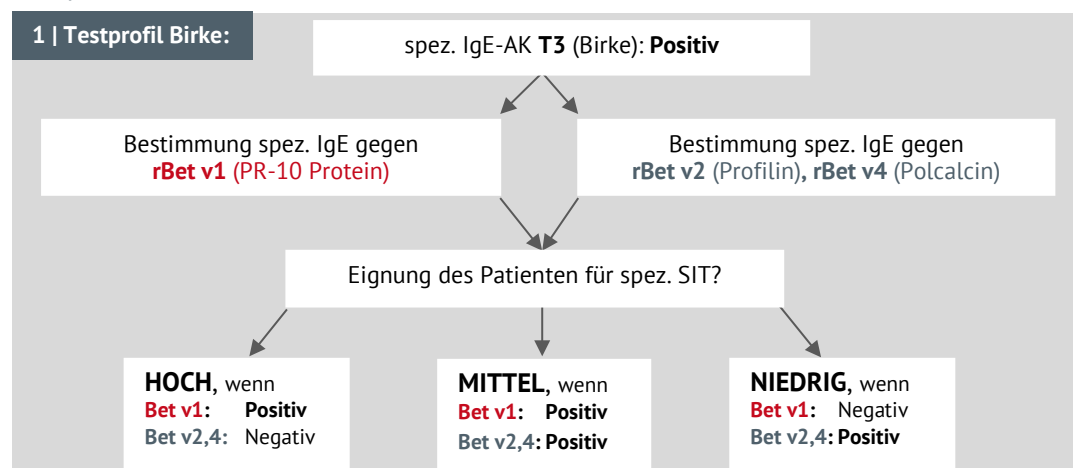 1 | Testprofil Birke:
spez. IgE-AK T3 (Birke): Positiv
Bestimmung spez. IgE gegen
rBet v1 (PR-10 Protein)
Bestimmung spez. IgE gegen
rBet v2 (Profilin), rBet v4 (Polcalcin)
Eignung des Patienten für spez. SIT?
HOCH, wenn
Bet v1: Positiv
Bet v2,4: Negativ
MITTEL, wenn
Bet v1: Positiv
Bet v2,4: Positiv
NIEDRIG, wenn
Bet v1: Negativ
Bet v2,4: Positiv